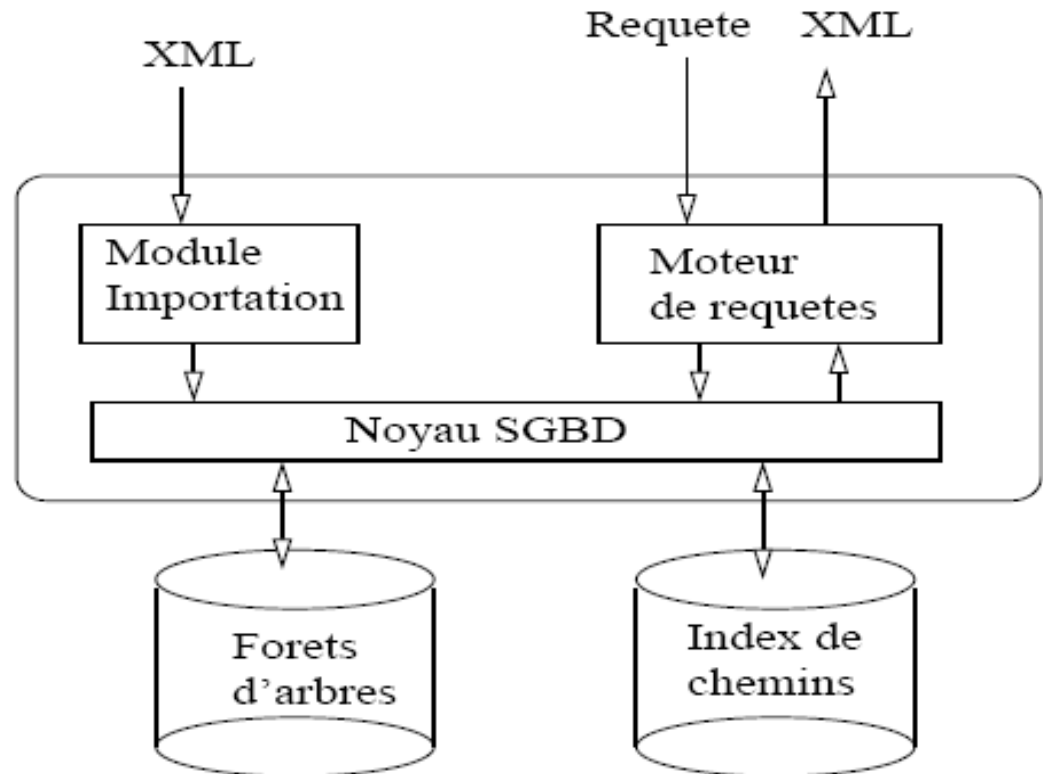 XML
Requete
XML
Module
Importation
Moteur
de requetes
Noyau SGBD
Forets
d'arbres
Index de
chemins